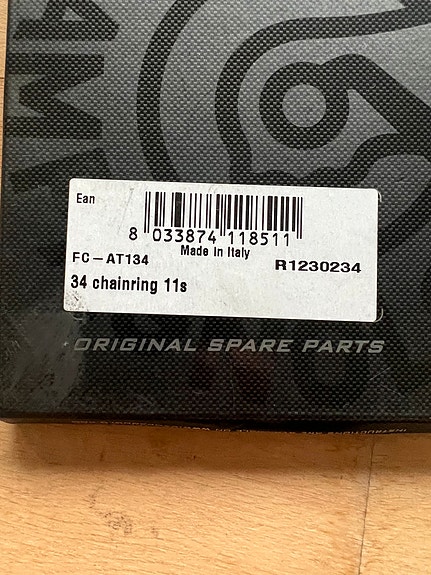 Ean
8 033874 118511
Made in Italy
FC-AT134
R1230234
34 chainring 11s
ORIGINAL SPARE PARTS